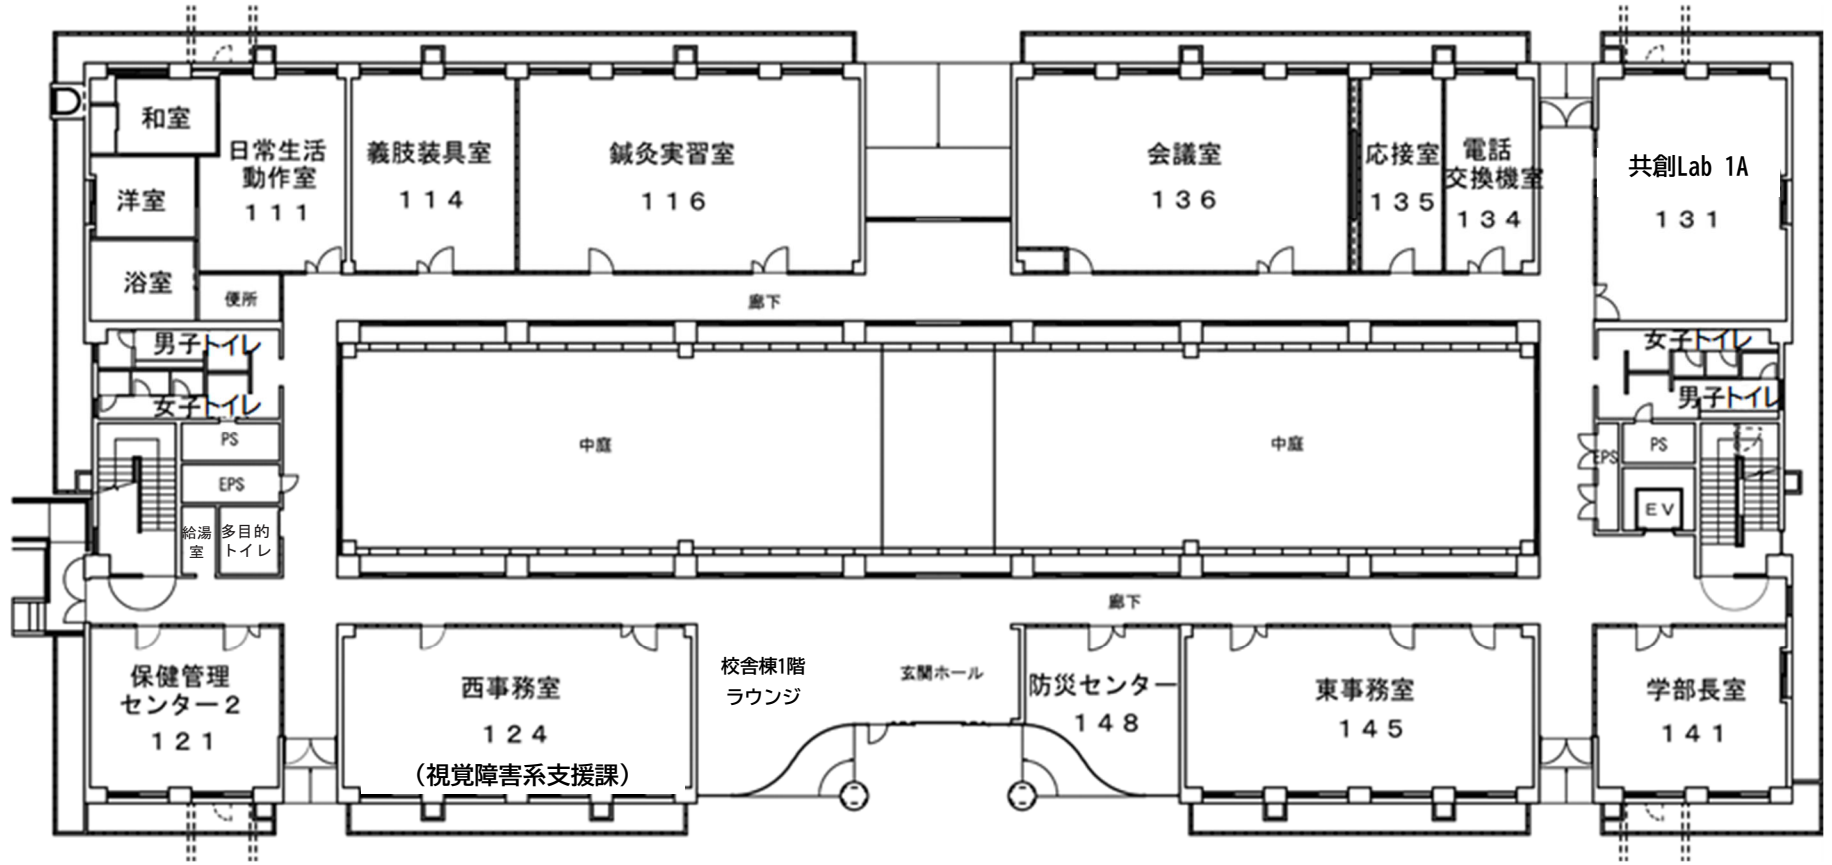 和室
日常生活
動作室
１１１
義肢装具室
１１４
鍼灸実習室
１１６
会議室
１３６
応接室
１３５
電話
交換機室
１３４
共創Lab 1A
１３１
洋室
浴室
便所
廊下
男子トイレ
女子トイレ
女子トイレ
男子トイレ
PS
EPS
給湯
室
多目的
トイレ
中庭
中庭
EPS
PS
EV
廊下
保健管理
センター２
１２１
西事務室
１２４
（視覚障害系支援課）
校舎棟1階
ラウンジ
玄関ホール
防災センター
１４８
東事務室
１４５
学部長室
１４１